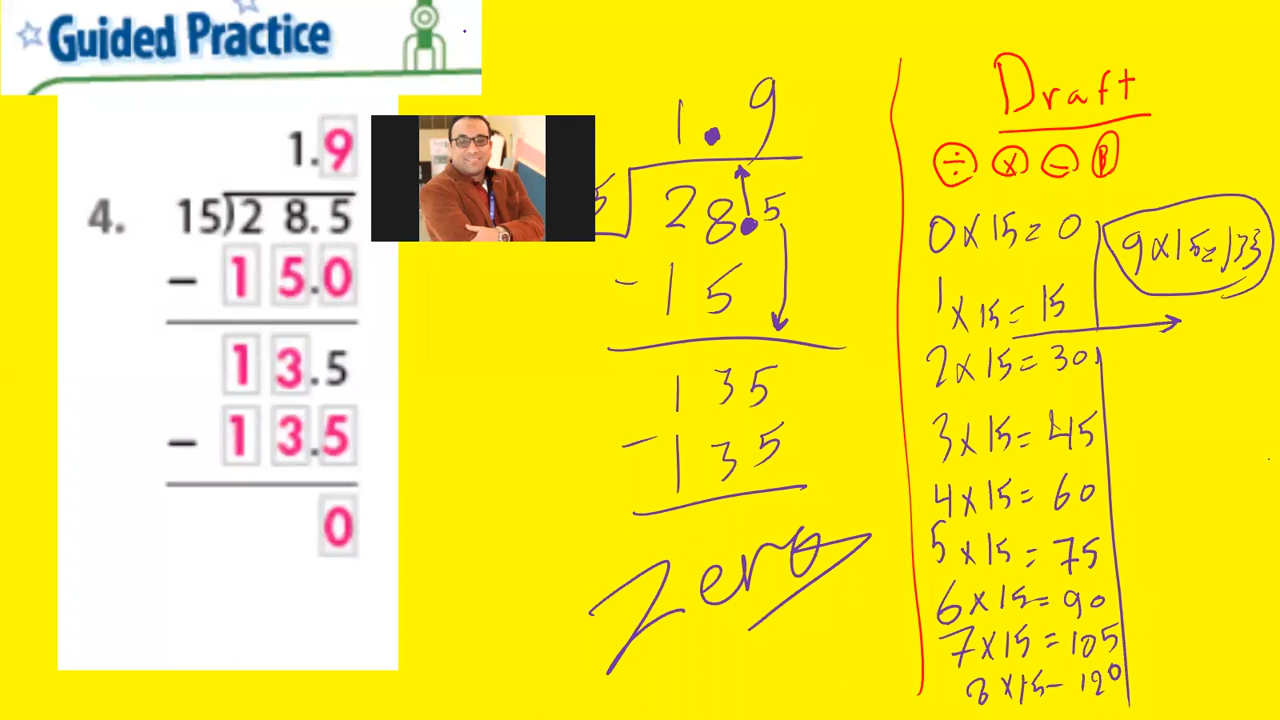 Guided Practice
1.9
4. 15)2 8.5
- 1 5.0
1 3.5
- 1 3.5
0
1.9
28.5
- 15
135
- 135
Zero
Draft
÷ × - B
0 × 15 = 0
9 × 15 = 135
1 × 15 = 15
2 × 15 = 30
3 × 15 = 45
4 × 15 = 60
5 × 15 = 75
6 × 15 = 90
7 × 15 = 105
8 × 15 - 120